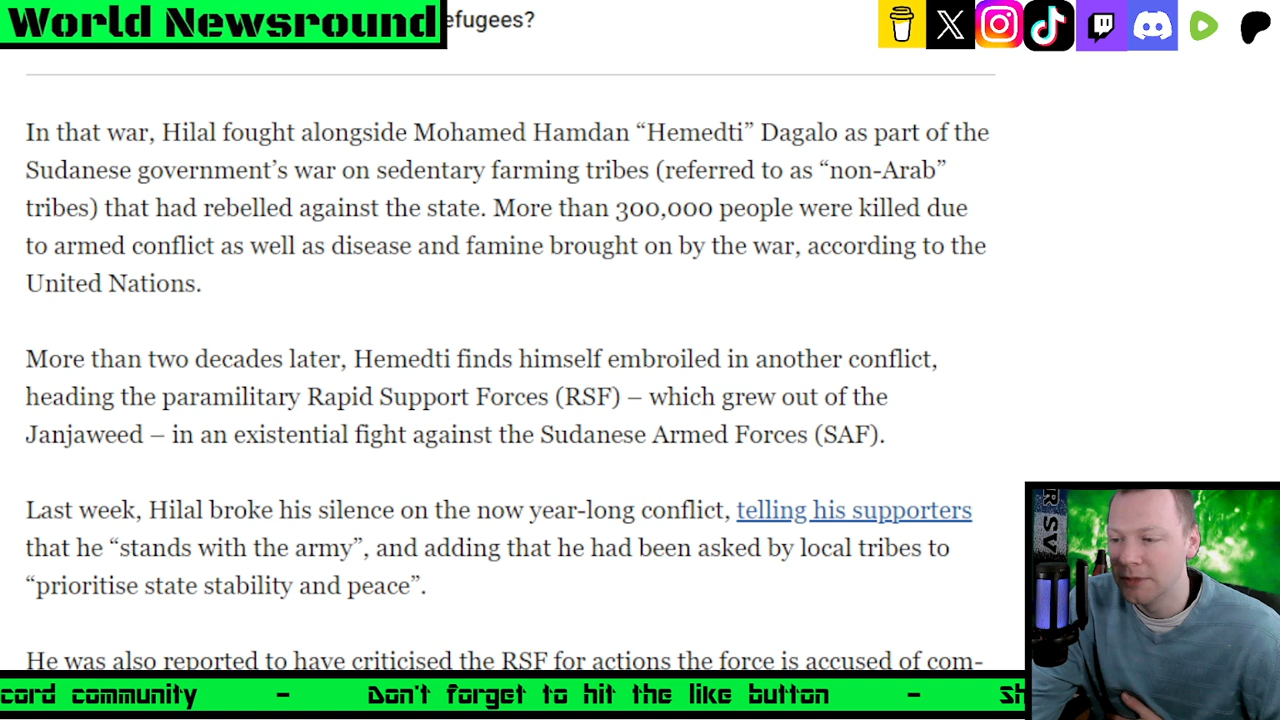 World Newsround
efugees?
In that war, Hilal fought alongside Mohamed Hamdan “Hemedti” Dagalo as part of the
Sudanese government’s war on sedentary farming tribes (referred to as “non-Arab”
tribes) that had rebelled against the state. More than 300,000 people were killed due
to armed conflict as well as disease and famine brought on by the war, according to the
United Nations.
More than two decades later, Hemedti finds himself embroiled in another conflict,
heading the paramilitary Rapid Support Forces (RSF) – which grew out of the
Janjaweed – in an existential fight against the Sudanese Armed Forces (SAF).
Last week, Hilal broke his silence on the now year-long conflict, telling his supporters
that he “stands with the army”, and adding that he had been asked by local tribes to
“prioritise state stability and peace”.
He was also reported to have criticised the RSF for actions the force is accused of com-
cord community - Don't forget to hit the like button - Sh